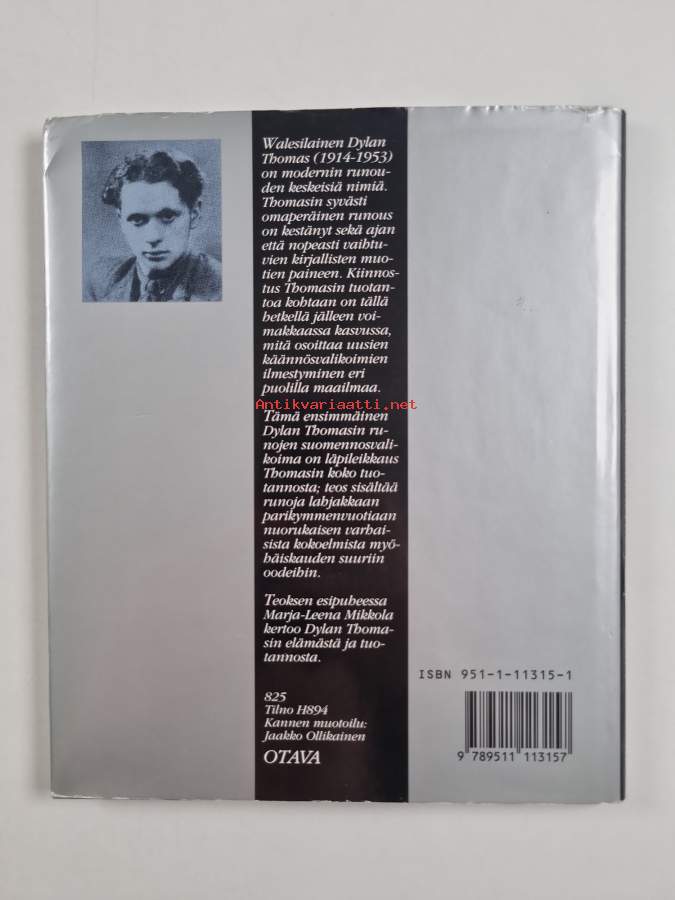 Walesilainen Dylan
Thomas (1914-1953)
on modernin runou-
den keskeisiä nimiä.
Thomasin syvästi
omaperäinen runous
on kestänyt sekä ajan
että nopeasti vaihtu-
vien kirjallisten muo-
tien paineen. Kiinnos-
tus Thomasin tuotan-
toa kohtaan on tällä
hetkellä jälleen voi-
makkaassa kasvussa,
mitä osoittaa uusien
käännösvalikoimien
ilmestyminen eri
puolilla maailmaa.
Antikvariaatti.net
Tämä ensimmäinen
Dylan Thomasin ru-
nojen suomennosvali-
koima on läpileikkaus
Thomasin koko tuo-
tannosta; teos sisältää
runoja lahjakkaan
parikymmenvuotiaan
nuorukaisen varhai-
sista kokoelmista myö-
häiskauden suuriin
oodeihin.
Teoksen esipuheessa
Marja-Leena Mikkola
kertoo Dylan Thoma-
sin elämästä ja tuo-
tannosta.
825
Tilno H894
Kannen muotoilu:
Jaakko Ollikainen
OTAVA
ISBN 951-1-11315-1
9 789511 113157